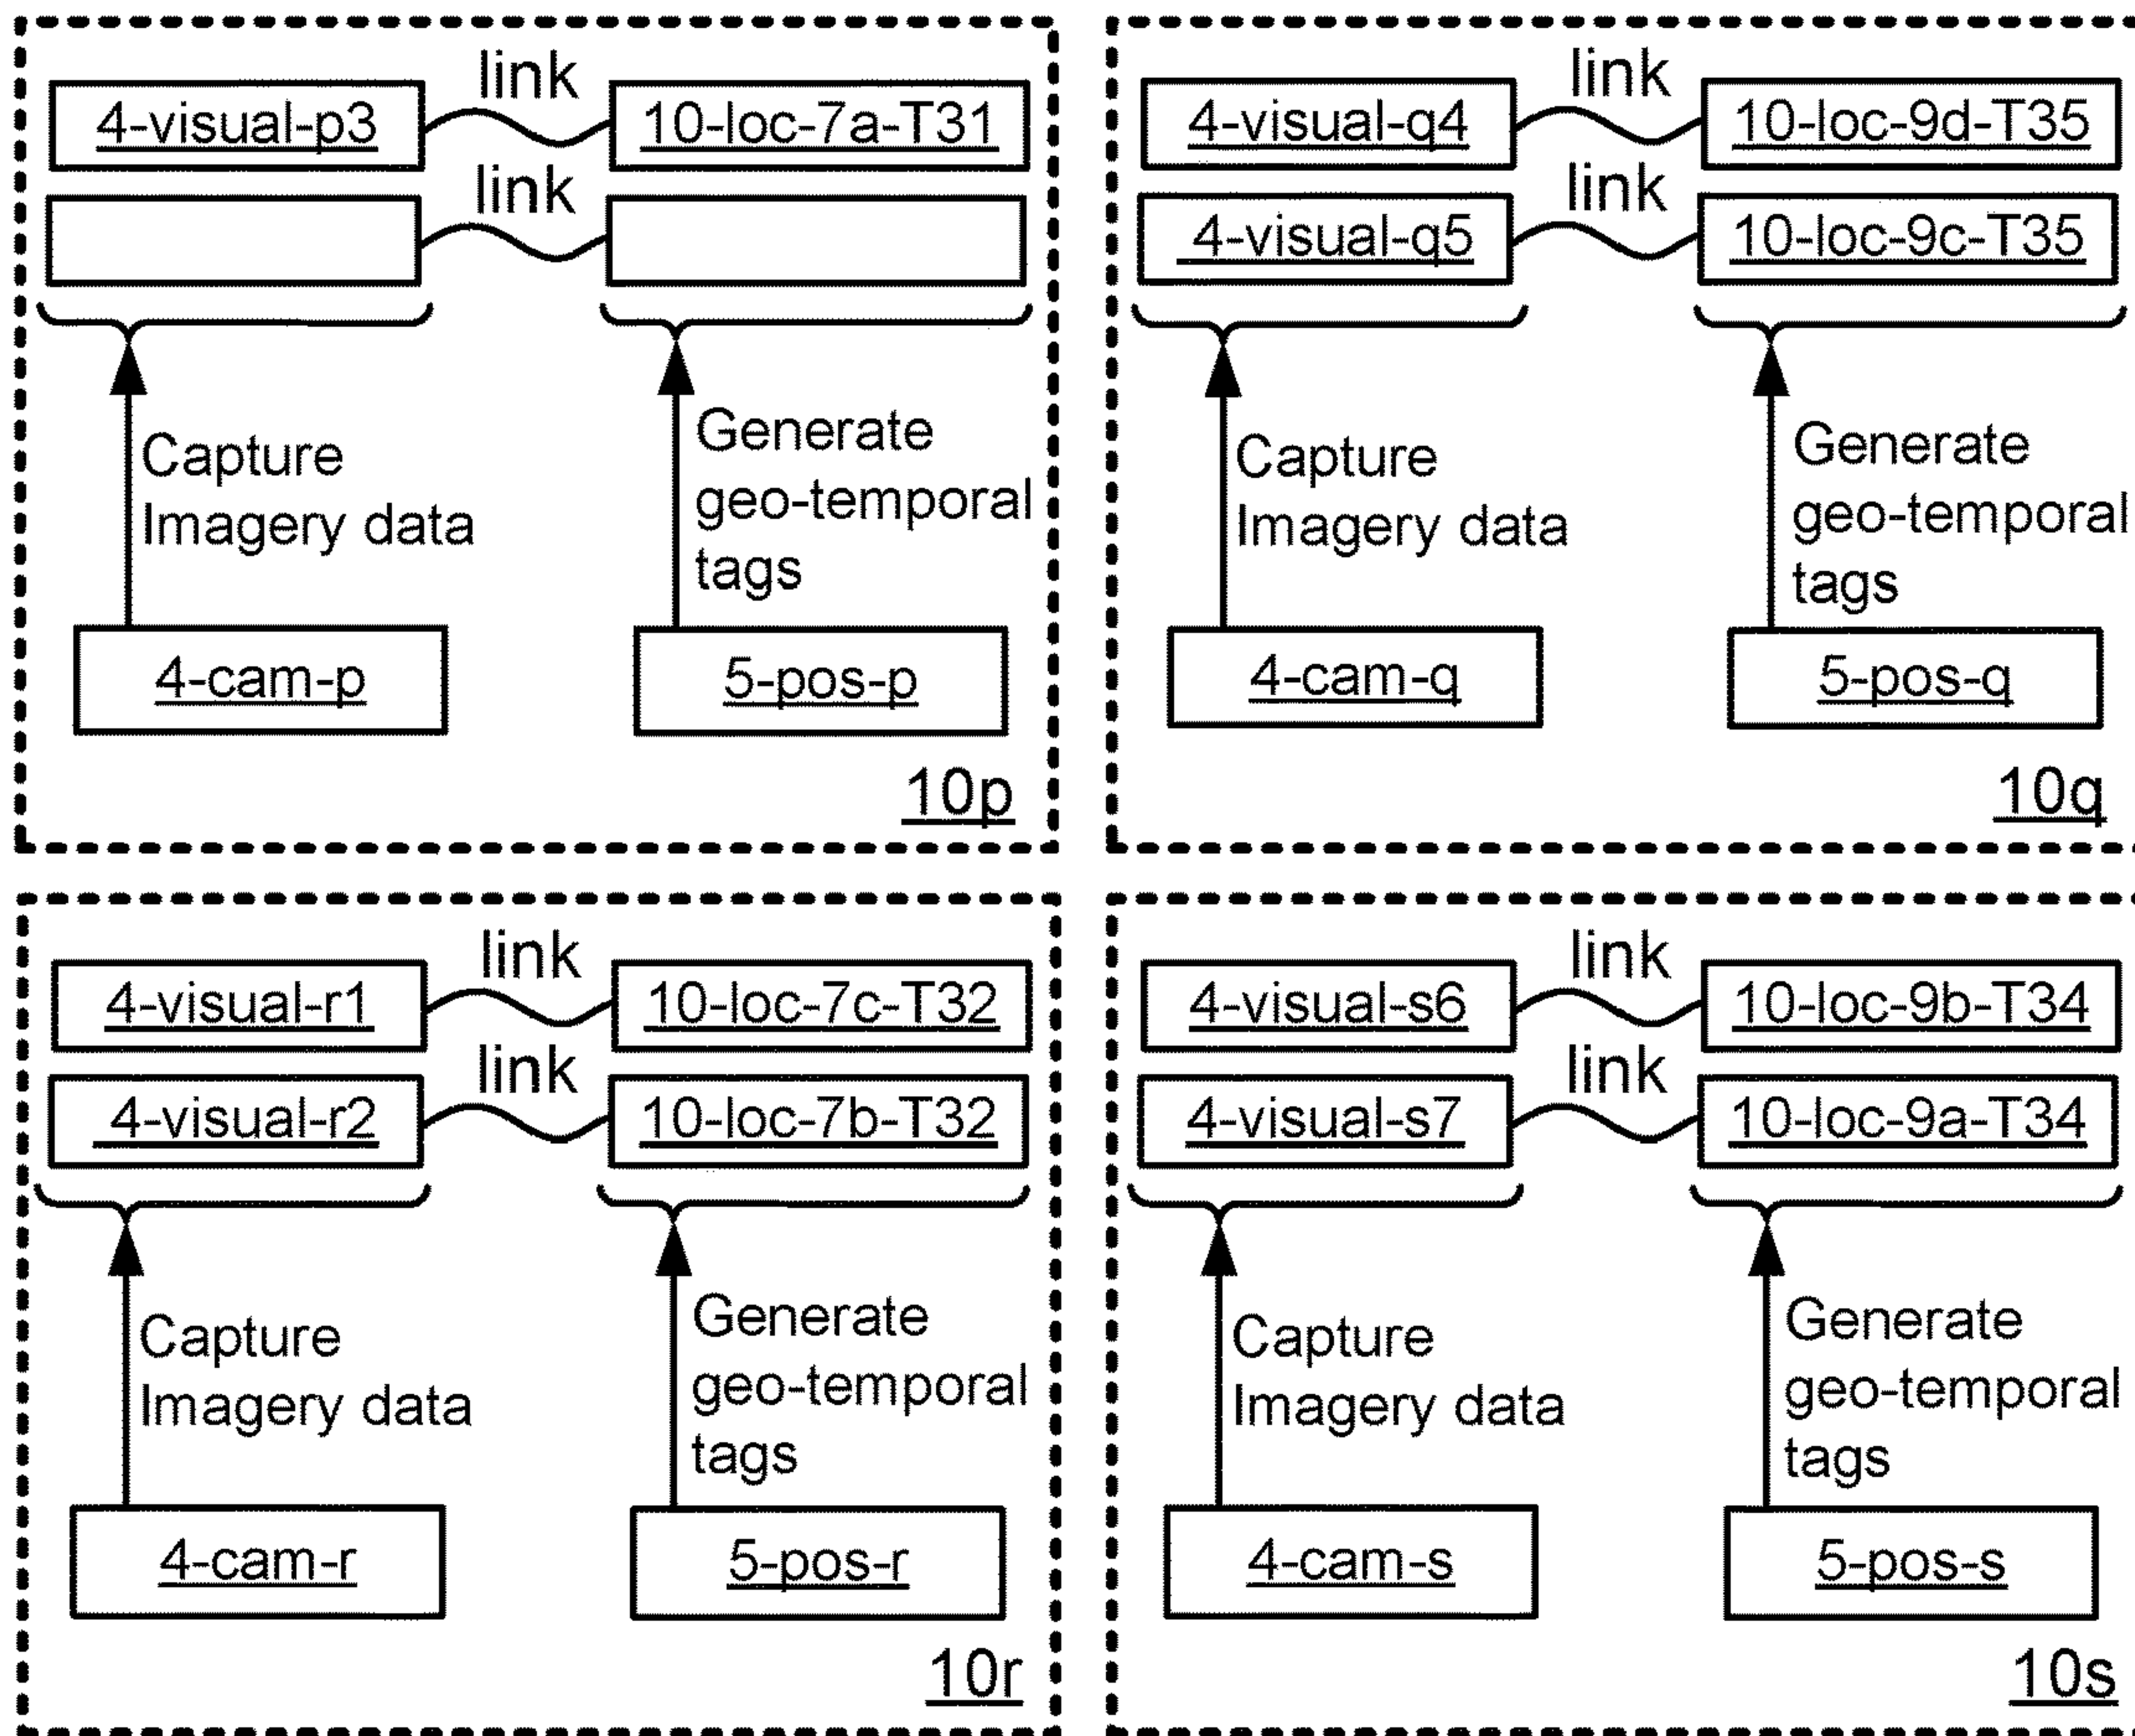 link
4-visual-p3
10-loc-7a-T31
link
Capture
Imagery data
Generate
geo-temporal
tags
4-cam-p
5-pos-p
10p
link
4-visual-q4
10-loc-9d-T35
link
4-visual-q5
10-loc-9c-T35
Capture
Imagery data
Generate
geo-temporal
tags
4-cam-q
5-pos-q
10q
link
4-visual-r1
10-loc-7c-T32
link
4-visual-r2
10-loc-7b-T32
Capture
Imagery data
Generate
geo-temporal
tags
4-cam-r
5-pos-r
10r
link
4-visual-s6
10-loc-9b-T34
link
4-visual-s7
10-loc-9a-T34
Capture
Imagery data
Generate
geo-temporal
tags
4-cam-s
5-pos-s
10s